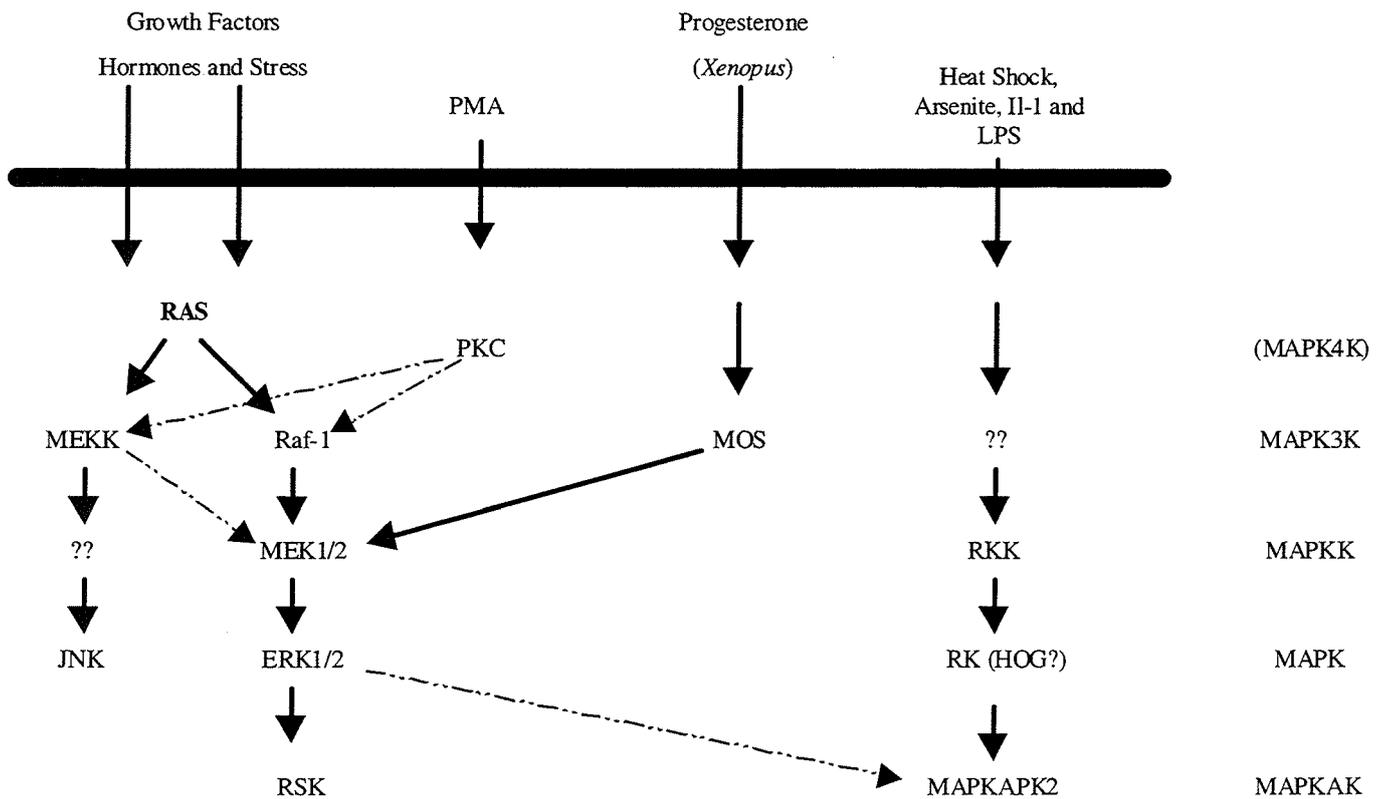 Growth Factors
Hormones and Stress
PMA
Progesterone
(Xenopus)
Heat Shock,
Arsenite, Il-1 and
LPS
RAS
PKC
(MAPK4K)
MEKK
Raf-1
MOS
??
MAPK3K
??
MEK1/2
RKK
MAPKK
JNK
ERK1/2
RK (HOG?)
MAPK
RSK
MAPKAPK2
MAPKAK